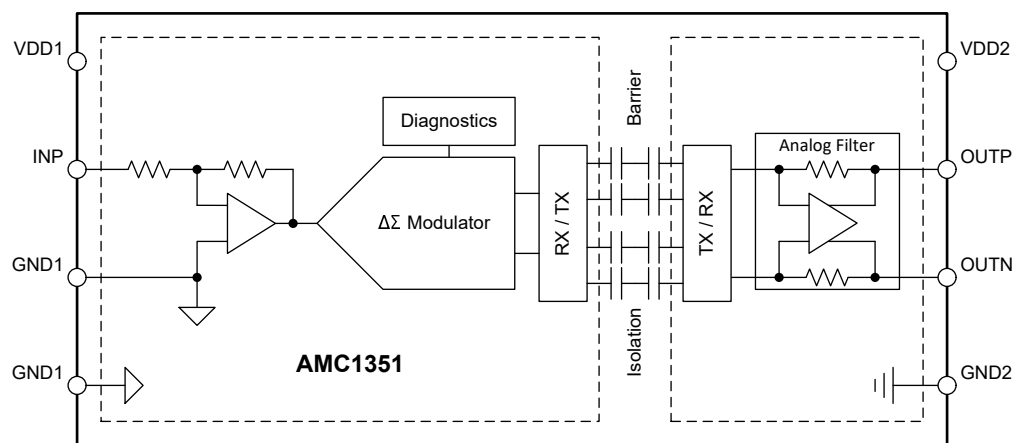 VDD1
VDD2
Diagnostics
Barrier
INP
Analog Filter
OUTP
ΔΣ Modulator
RX / TX
TX / RX
GND1
OUTN
AMC1351
Isolation
GND1
GND2